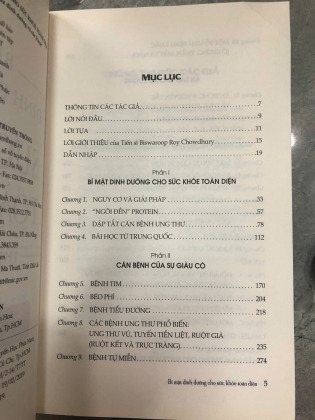 MỤC LỤC
THÔNG TIN CÁC TÁC GIẢ 7
LỜI NÓI ĐẦU 9
LỜI TỰA 11
LỜI GIỚI THIỆU của Tiến sĩ Biswaroop Roy Chowdhury 15
DẪN NHẬP 19
Phần I
BÍ MẬT DINH DƯỠNG CHO SỨC KHỎE TOÀN DIỆN
Chương 1. NGUY CƠ VÀ GIẢI PHÁP 33
Chương 2. "NGÔI ĐỀN" PROTEIN 57
Chương 3. DẬP TẮT CĂN BỆNH UNG THƯ 78
Chương 4. BÀI HỌC TỪ TRUNG QUỐC 112
Phần II
CĂN BỆNH CỦA SỰ GIÀU CÓ
Chương 5. BỆNH TIM 170
Chương 6. BÉO PHÌ 204
Chương 7. BỆNH TIỂU ĐƯỜNG 218
Chương 8. CÁC BỆNH UNG THƯ PHỔ BIẾN:
UNG THƯ VÚ, TUYẾN TIỀN LIỆT, RUỘT GIÀ
(RUỘT KẾT VÀ TRỰC TRÀNG) 235
Chương 9. BỆNH TỰ MIỄN 274
Bí mật dinh dưỡng cho sức khỏe toàn diện 5